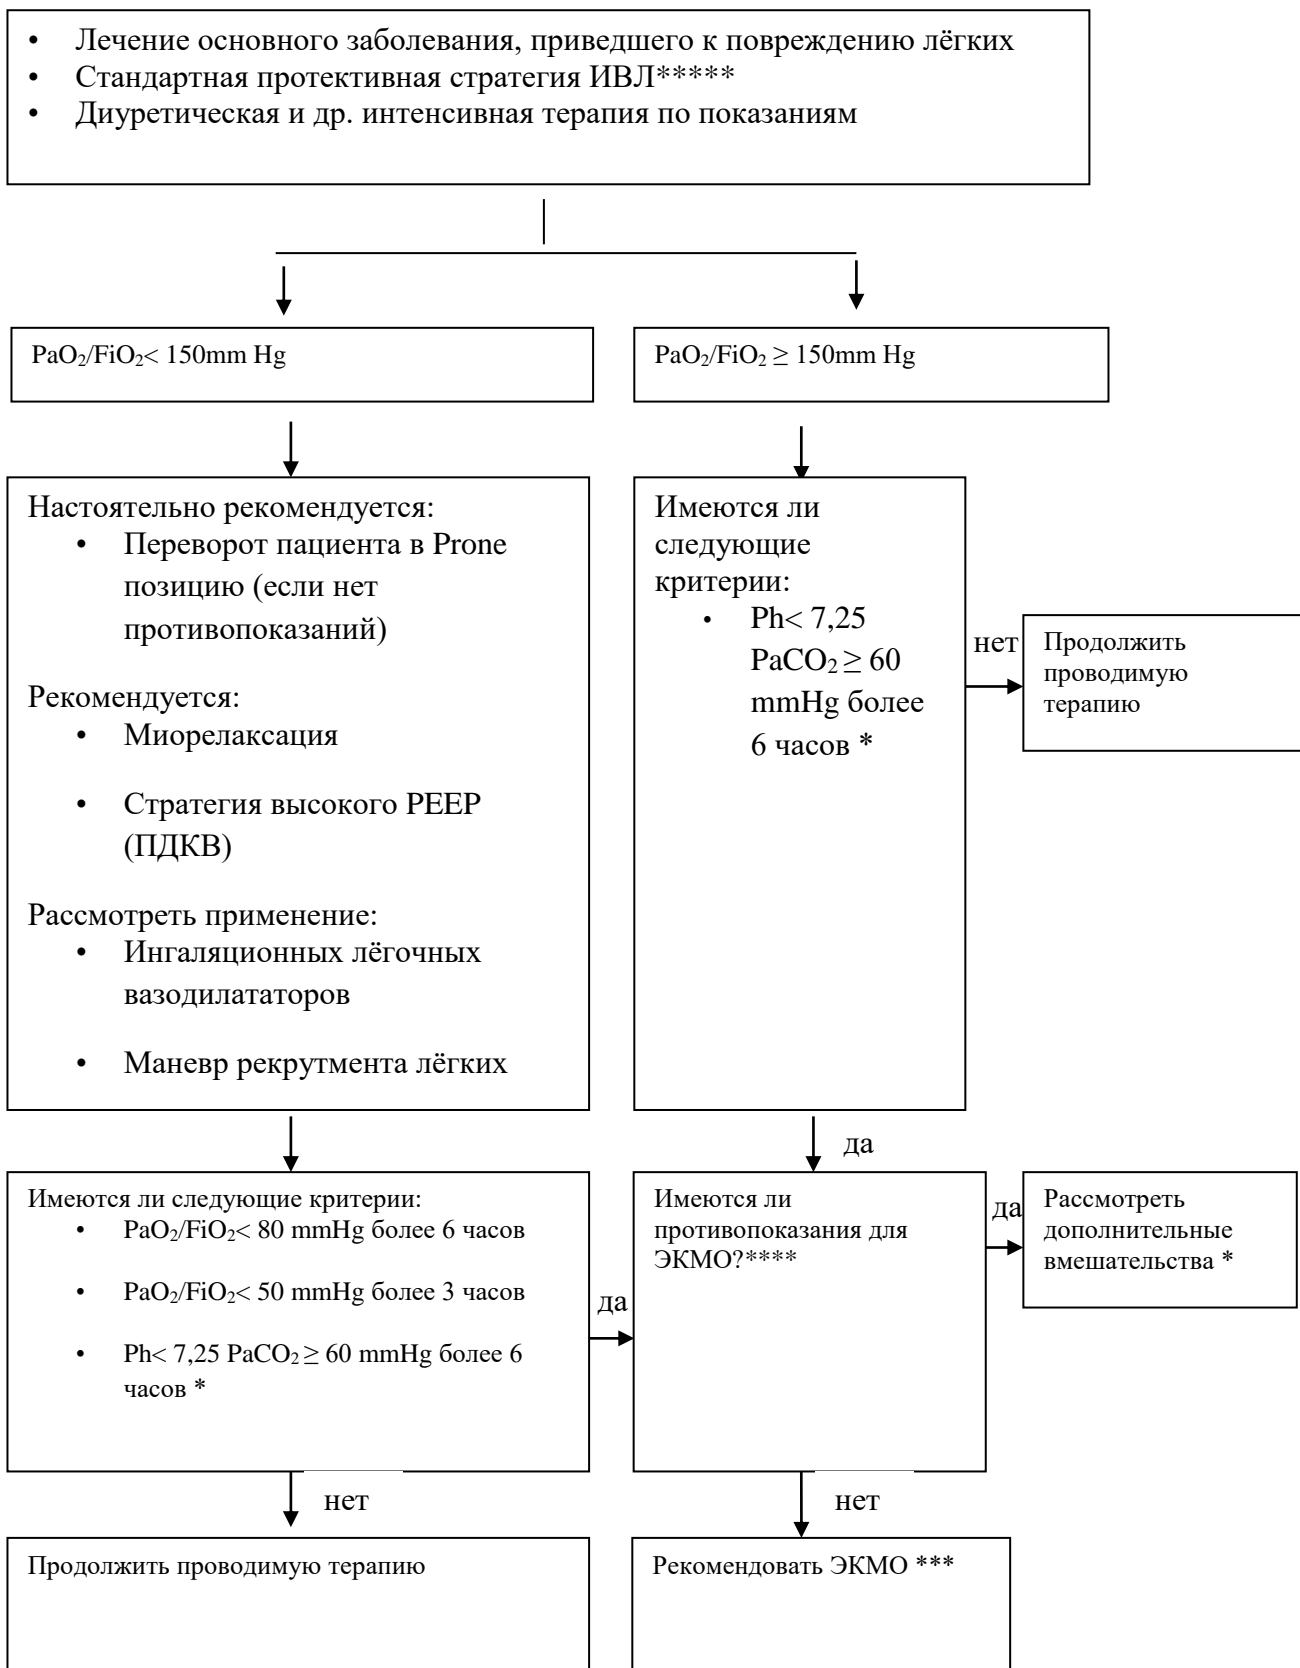 • Лечение основного заболевания, приведшего к повреждению лёгких
• Стандартная протективная стратегия ИВЛ*****
• Диуретическая и др. интенсивная терапия по показаниям
PaO₂/FiO₂< 150mm Hg
PaO₂/FiO₂ ≥ 150mm Hg
Настоятельно рекомендуется:
• Переворот пациента в Prone
позицию (если нет
противопоказаний)
Рекомендуется:
• Миорелаксация
• Стратегия высокого PEEP
(ПДКВ)
Рассмотреть применение:
• Ингаляционных лёгочных
вазодилататоров
• Маневр рекрутмента лёгких
Имеются ли
следующие
критерии:
• Ph< 7,25
PaCO₂ ≥ 60
mmHg более
6 часов *
нет
Продолжить
проводимую
терапию
да
Имеются ли следующие критерии:
• PaO₂/FiO₂< 80 mmHg более 6 часов
• PaO₂/FiO₂< 50 mmHg более 3 часов
• Ph< 7,25 PaCO₂ ≥ 60 mmHg более 6
часов *
да
Имеются ли
противопоказания для
ЭКМО?****
да
Рассмотреть
дополнительные
вмешательства *
нет
нет
Продолжить проводимую терапию
Рекомендовать ЭКМО ***